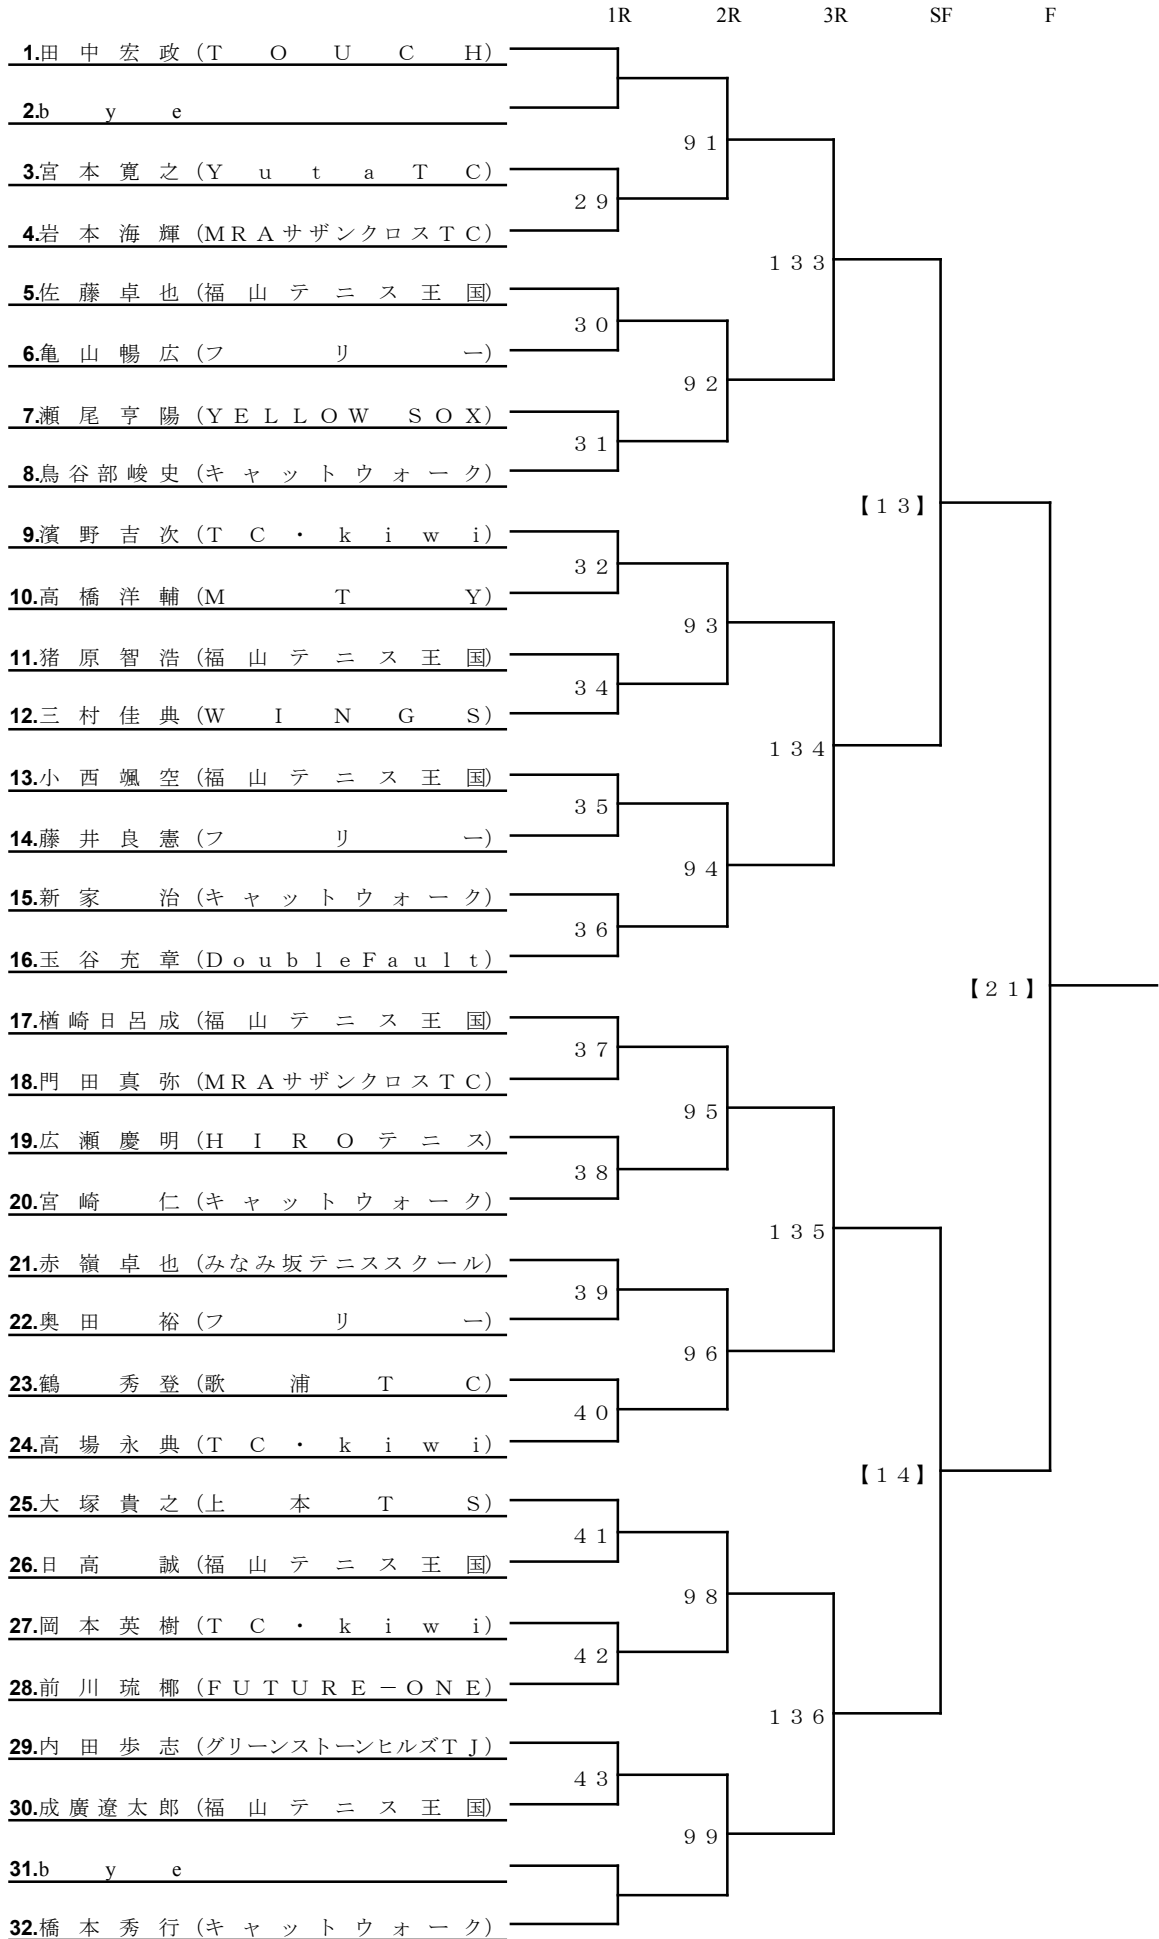 1R 2R 3R SF F
1.田中宏政(TOUCH)
2.bye
91
3.宮本寛之(YutaTC)
29
4.岩本海輝(MRAサザンクロスTC)
133
5.佐藤卓也(福山テニス王国)
30
6.亀山暢広(フリー)
92
7.瀬尾亨陽(YELLOW SOX)
31
8.鳥谷部峻史(キャットウォーク)
【13】
9.濱野吉次(TC・kiwi)
32
10.高橋洋輔(MTY)
93
11.猪原智浩(福山テニス王国)
34
12.三村佳典(WINGS)
134
13.小西颯空(福山テニス王国)
35
14.藤井良憲(フリー)
94
15.新家治(キャットウォーク)
36
16.玉谷充章(DoubleFault)
【21】
17.楢崎日呂成(福山テニス王国)
37
18.門田真弥(MRAサザンクロスTC)
95
19.広瀬慶明(HIROテニス)
38
20.宮崎仁(キャットウォーク)
135
21.赤嶺卓也(みなみ坂テニススクール)
39
22.奥田裕(フリー)
96
23.鶴秀登(歌浦TC)
40
24.高場永典(TC・kiwi)
【14】
25.大塚貴之(上本TS)
41
26.日高誠(福山テニス王国)
98
27.岡本英樹(TC・kiwi)
42
28.前川琉椰(FUTURE－ONE)
136
29.内田歩志(グリーンストーンヒルズTJ)
43
30.成廣遼太郎(福山テニス王国)
99
31.bye
32.橋本秀行(キャットウォーク)